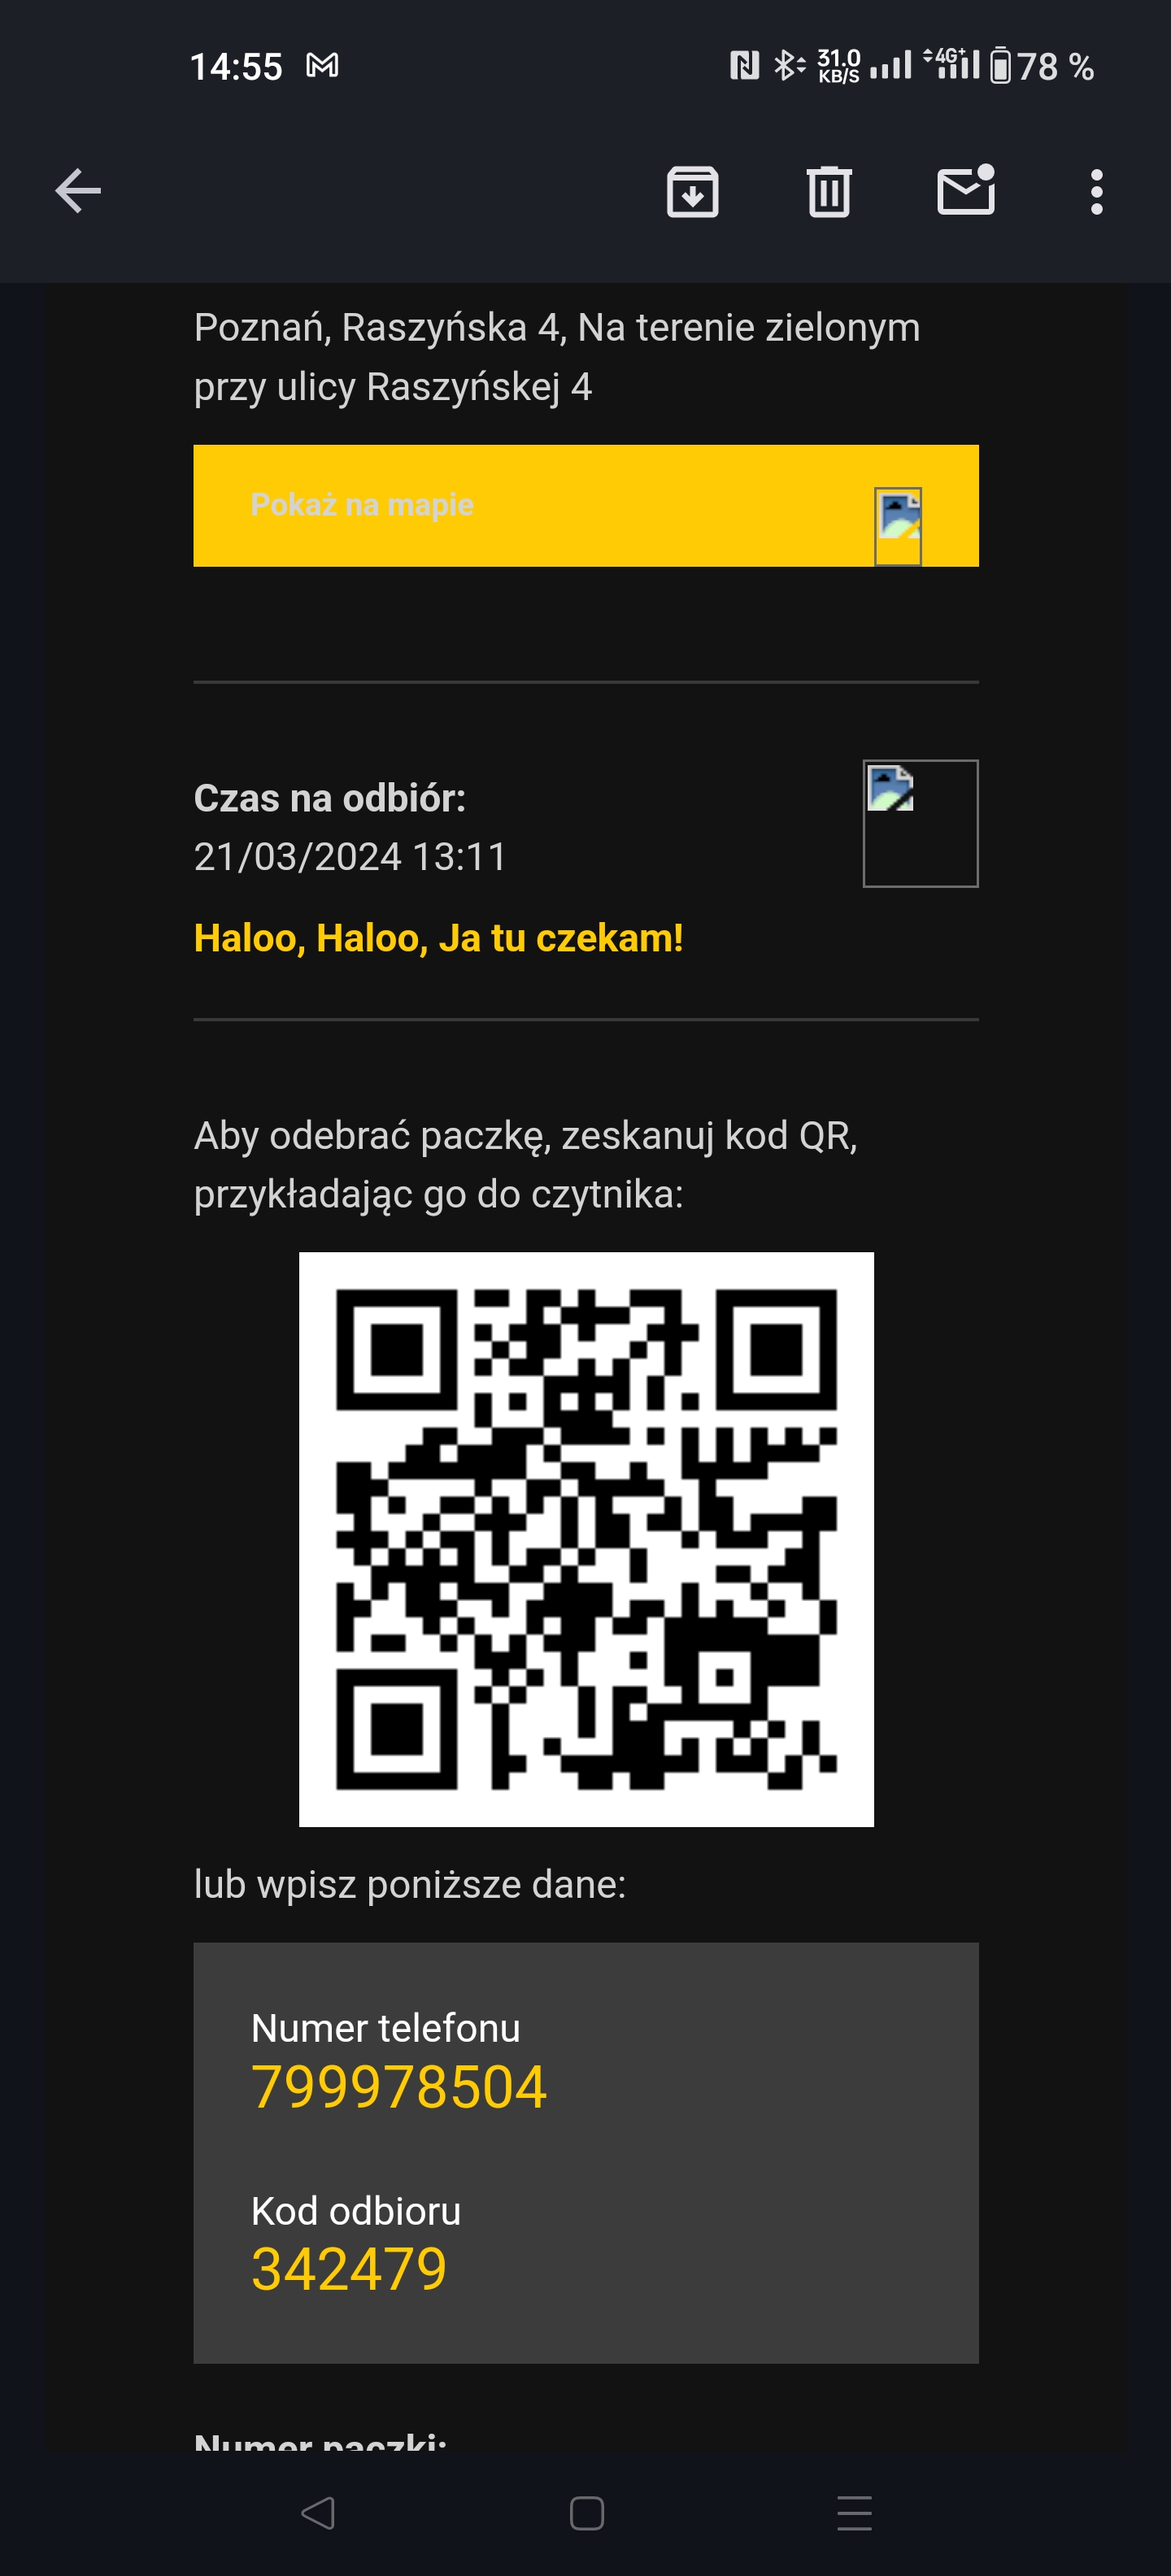 14:55
31.0
KB/S
4G+
78 %
Poznań, Raszyńska 4, Na terenie zielonym
przy ulicy Raszyńskej 4
Pokaż na mapie
Czas na odbiór:
21/03/2024 13:11
Haloo, Haloo, Ja tu czekam!
Aby odebrać paczkę, zeskanuj kod QR,
przykładając go do czytnika:
lub wpisz poniższe dane:
Numer telefonu
799978504
Kod odbioru
342479
Numer paczki: